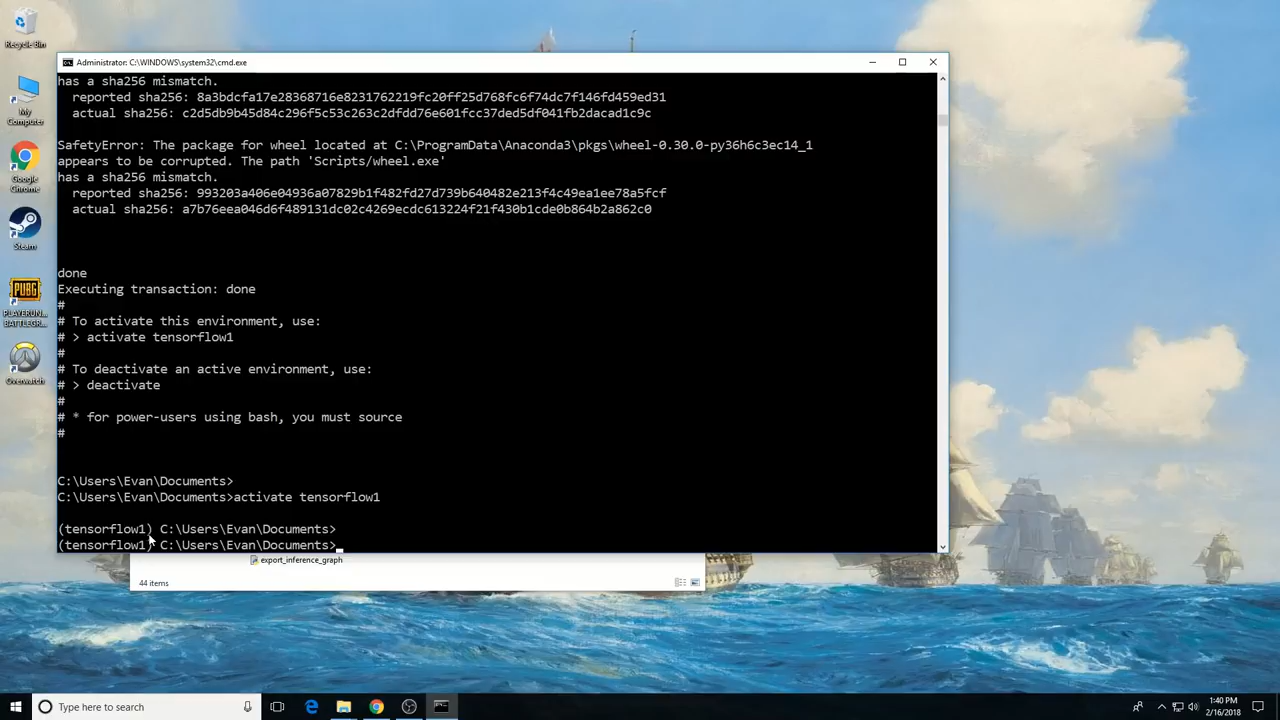 Recycle Bin
My Computer
Google Chrome
Steam
PLAYERUN... BATTLEGR...
Overwatch
Administrator: C:\WINDOWS\system32\cmd.exe
has a sha256 mismatch.
reported sha256: 8a3bdcfa17e28368716e8231762219fc20ff25d768fc6f74dc7f146fd459ed31
actual sha256: c2d5db9b45d84c296f5c53c263c2dfdd76e601fcc37ded5df041fb2dacad1c9c
SafetyError: The package for wheel located at C:\ProgramData\Anaconda3\pkgs\wheel-0.30.0-py36h6c3ec14_1
appears to be corrupted. The path 'Scripts/wheel.exe'
has a sha256 mismatch.
reported sha256: 993203a406e04936a07829b1f482fd27d739b640482e213f4c49ea1ee78a5fcf
actual sha256: a7b76eea046d6f489131dc02c4269ecdc613224f21f430b1cde0b864b2a862c0
done
Executing transaction: done
#
# To activate this environment, use:
# > activate tensorflow1
#
# To deactivate an active environment, use:
# > deactivate
#
# * for power-users using bash, you must source
#
C:\Users\Evan\Documents>
C:\Users\Evan\Documents>activate tensorflow1
(tensorflow1) C:\Users\Evan\Documents>
(tensorflow1) C:\Users\Evan\Documents>
export_inference_graph
44 items
Type here to search
1:40 PM
2/16/2018